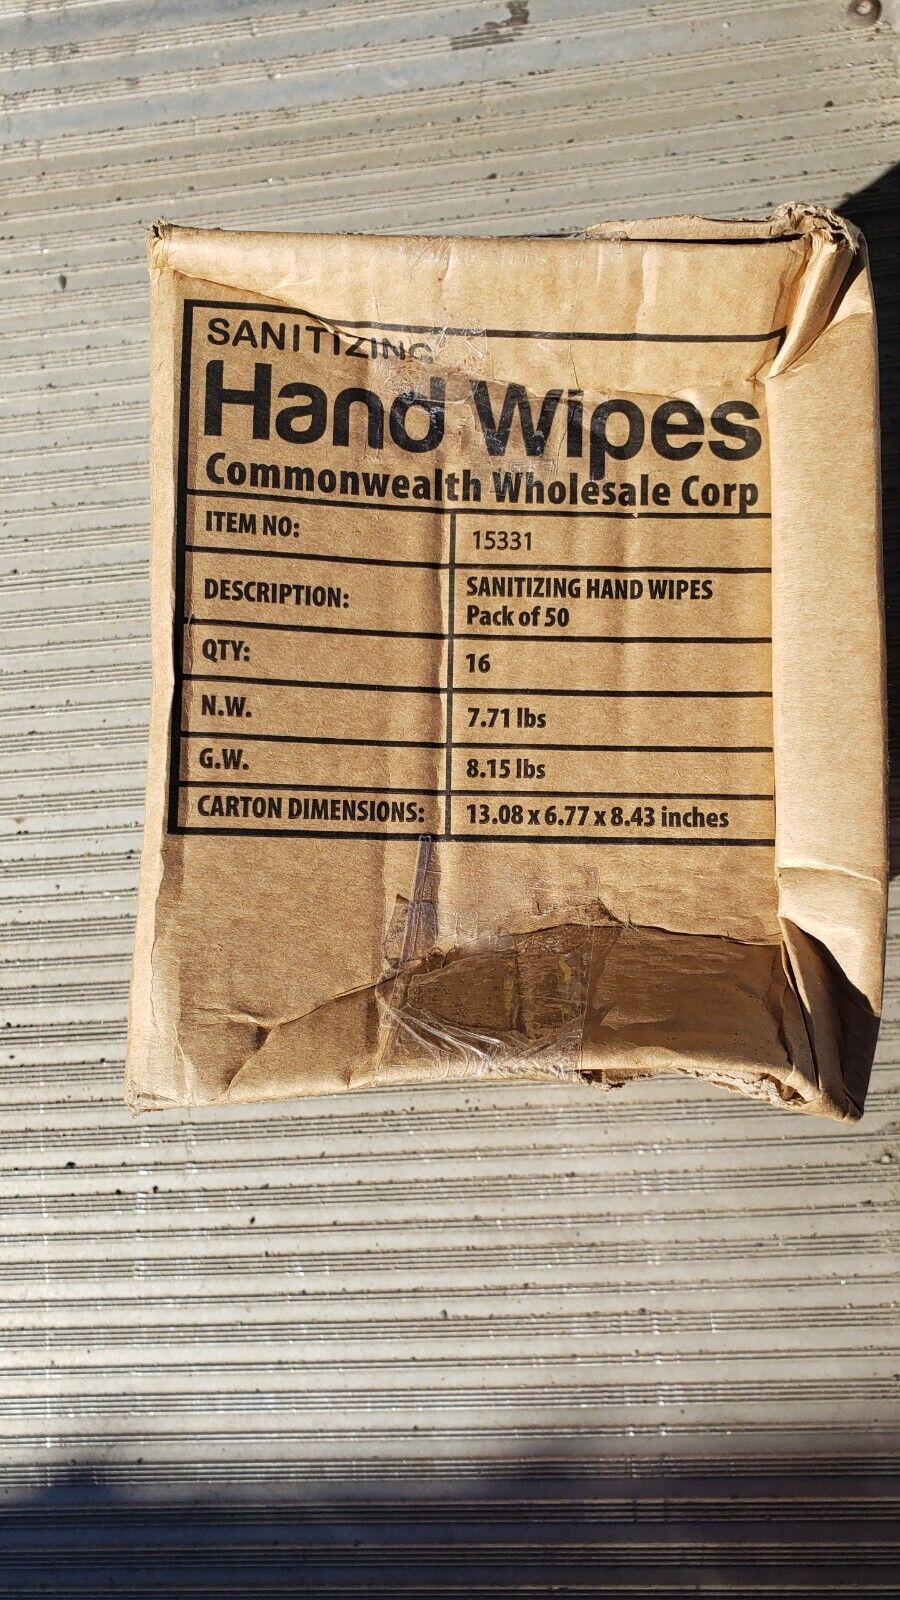 SANITIZING
Hand Wipes
Commonwealth Wholesale Corp
ITEM NO: 15331
DESCRIPTION: SANITIZING HAND WIPES
Pack of 50
QTY: 16
N.W. 7.71 lbs
G.W. 8.15 lbs
CARTON DIMENSIONS: 13.08 x 6.77 x 8.43 inches